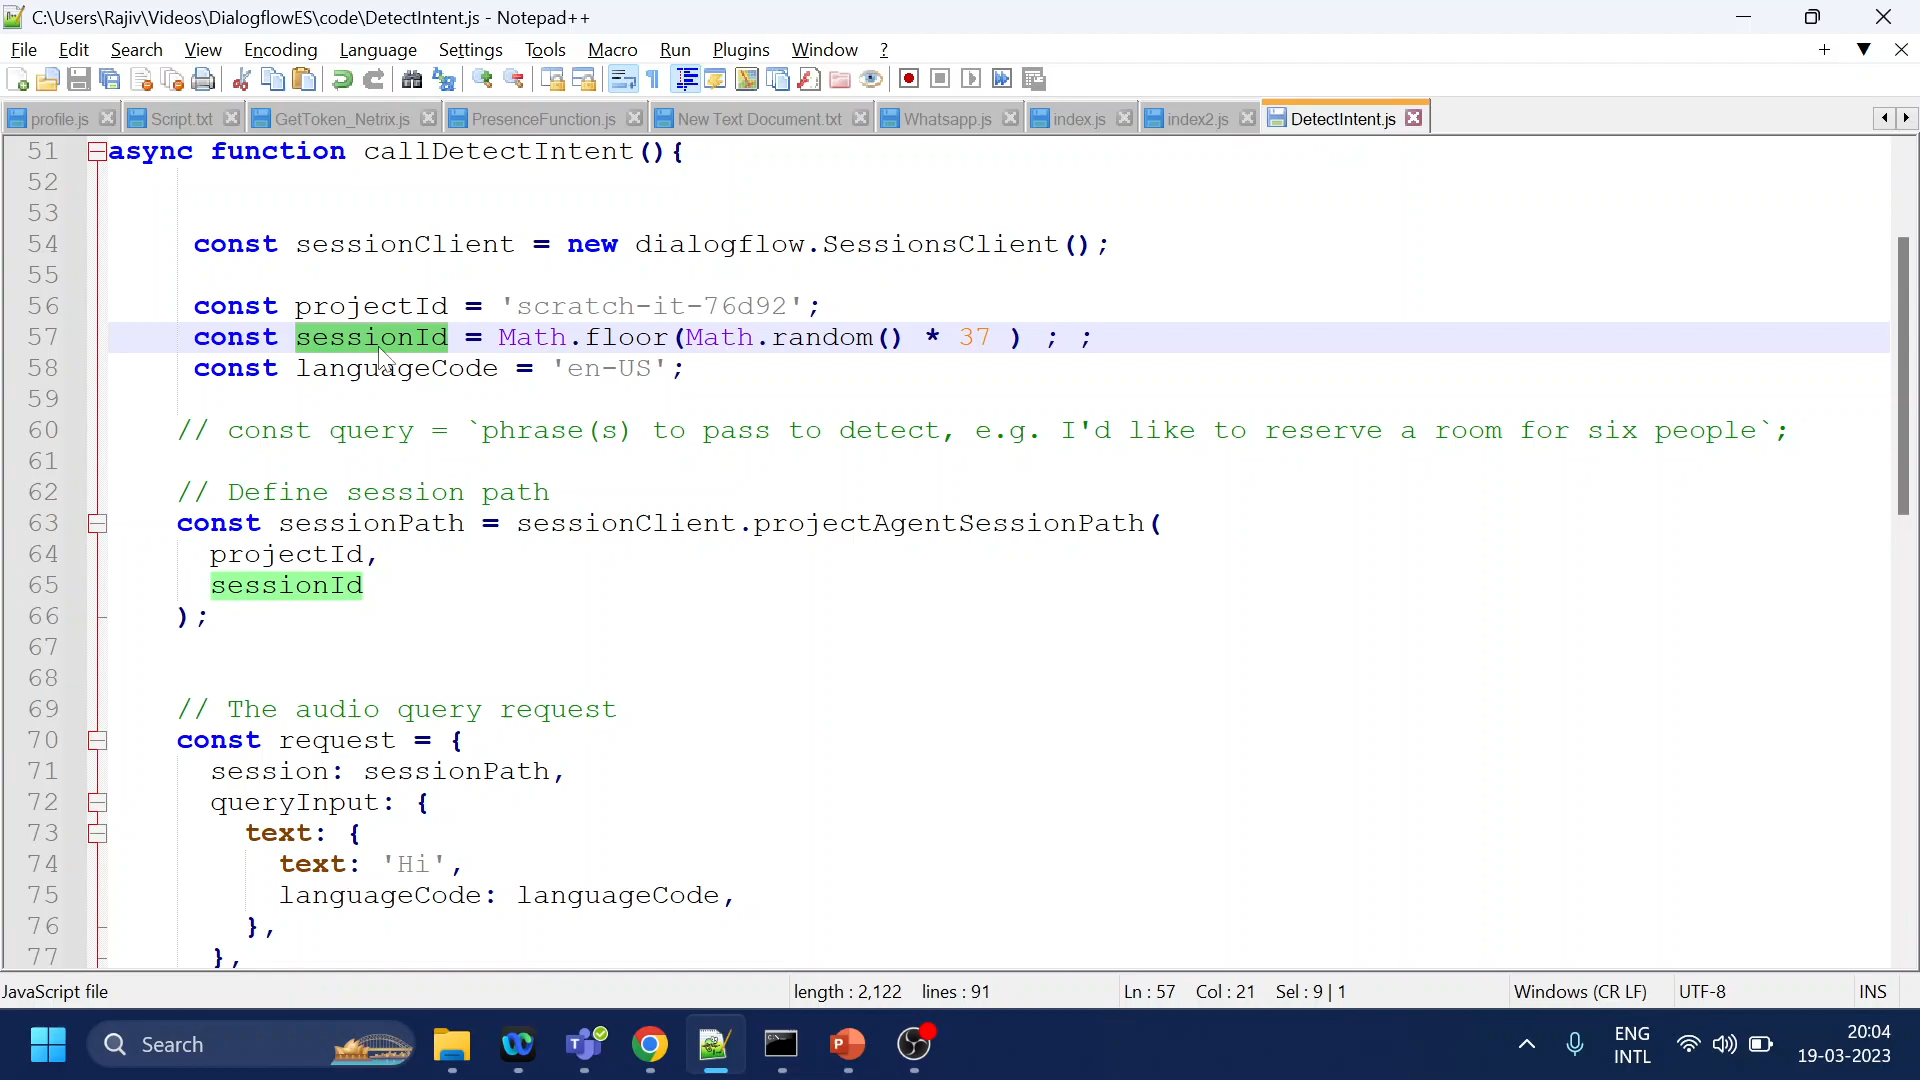 C:\Users\Rajiv\Videos\DialogflowES\code\DetectIntent.js - Notepad++
File Edit Search View Encoding Language Settings Tools Macro Run Plugins Window ?
profile.js Script.txt GetToken_Netrix.js PresenceFunction.js New Text Document.txt Whatsapp.js index.js index2.js DetectIntent.js
51 async function callDetectIntent(){
52
53
54 const sessionClient = new dialogflow.SessionsClient();
55
56 const projectId = 'scratch-it-76d92';
57 const sessionId = Math.floor(Math.random() * 37 ) ; ;
58 const languageCode = 'en-US';
59
60 // const query = `phrase(s) to pass to detect, e.g. I'd like to reserve a room for six people`;
61
62 // Define session path
63 const sessionPath = sessionClient.projectAgentSessionPath(
64 projectId,
65 sessionId
66 );
67
68
69 // The audio query request
70 const request = {
71 session: sessionPath,
72 queryInput: {
73 text: {
74 text: 'Hi',
75 languageCode: languageCode,
76 },
77 },
JavaScript file length : 2,122 lines : 91 Ln : 57 Col : 21 Sel : 9 | 1 Windows (CR LF) UTF-8 INS
Search ENG 20:04
INTL 19-03-2023